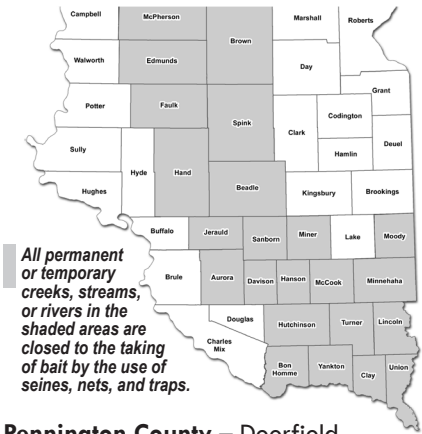 Campbell
McPherson
Brown
Marshall
Roberts
Walworth
Edmunds
Day
Grant
Potter
Faulk
Spink
Clark
Codington
Deuel
Hamlin
Sully
Hyde
Hand
Hughes
Beadle
Kingsbury
Brookings
Buffalo
Jerauld
Sanborn
Miner
Lake
Moody
Brule
Aurora
Davison
Hanson
McCook
Minnehaha
All permanent
or temporary
creeks, streams,
or rivers in the
shaded areas are
closed to the taking
of bait by the use of
seines, nets, and traps.
Douglas
Charles
Mix
Hutchinson
Turner
Lincoln
Bon
Homme
Yankton
Clay
Union
Pennington County – Deerfield